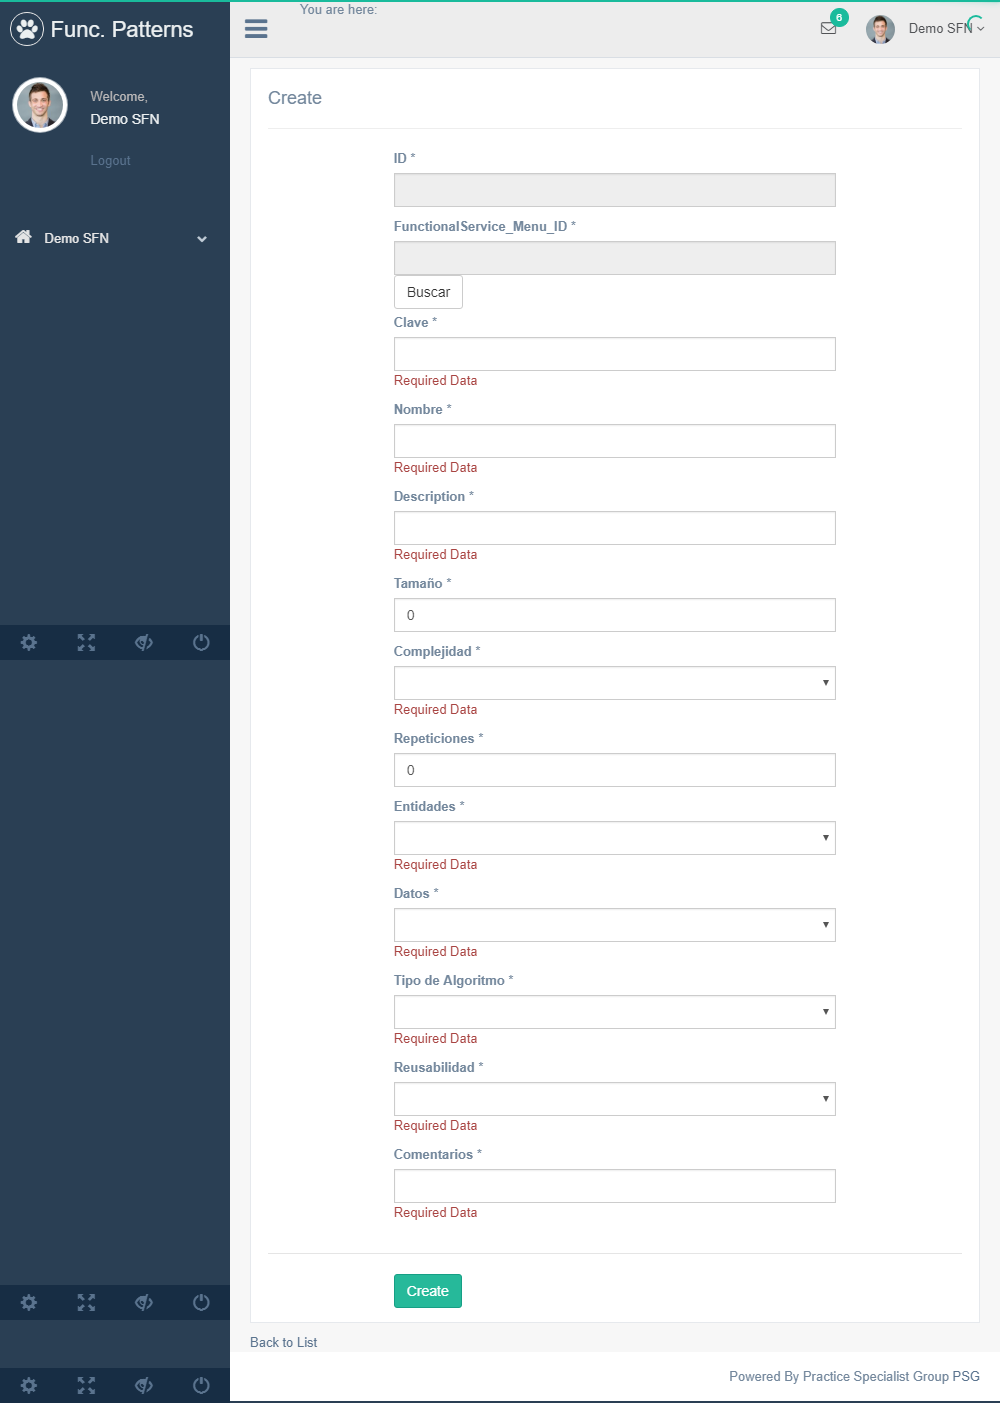 Func. Patterns
You are here:
6
Demo SFN
Welcome,
Demo SFN
Logout
Demo SFN
Create
ID *
FunctionalService_Menu_ID *
Buscar
Clave *
Required Data
Nombre *
Required Data
Description *
Required Data
Tamaño *
0
Complejidad *
Required Data
Repeticiones *
0
Entidades *
Required Data
Datos *
Required Data
Tipo de Algoritmo *
Required Data
Reusabilidad *
Required Data
Comentarios *
Required Data
Create
Back to List
Powered By Practice Specialist Group PSG